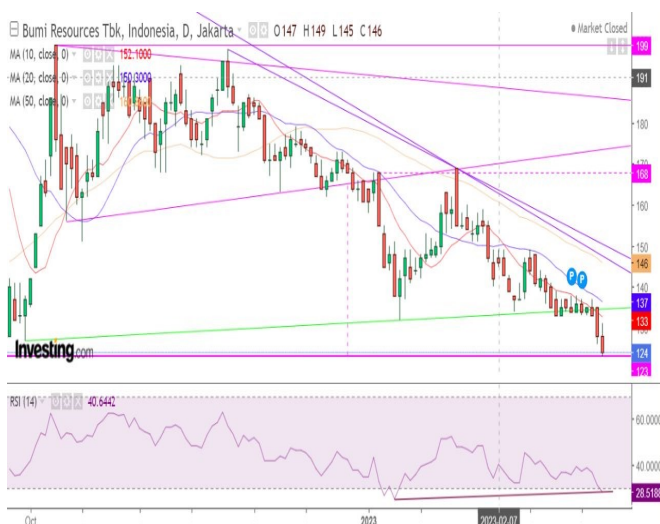 Bumi Resources Tbk, Indonesia, D, Jakarta O147 H149 L145 C146
Market Closed
MA (10, close, 0) 152.1000
MA (20, close, 0) 150.3000
MA (50, close, 0)
199
191
180
170
168
160
150
146
140
137
133
130
124
123
P P
Investing.com
RSI (14) 40.6442
60.0000
40.0000
28.5188
Oct 2023 2023-02-07